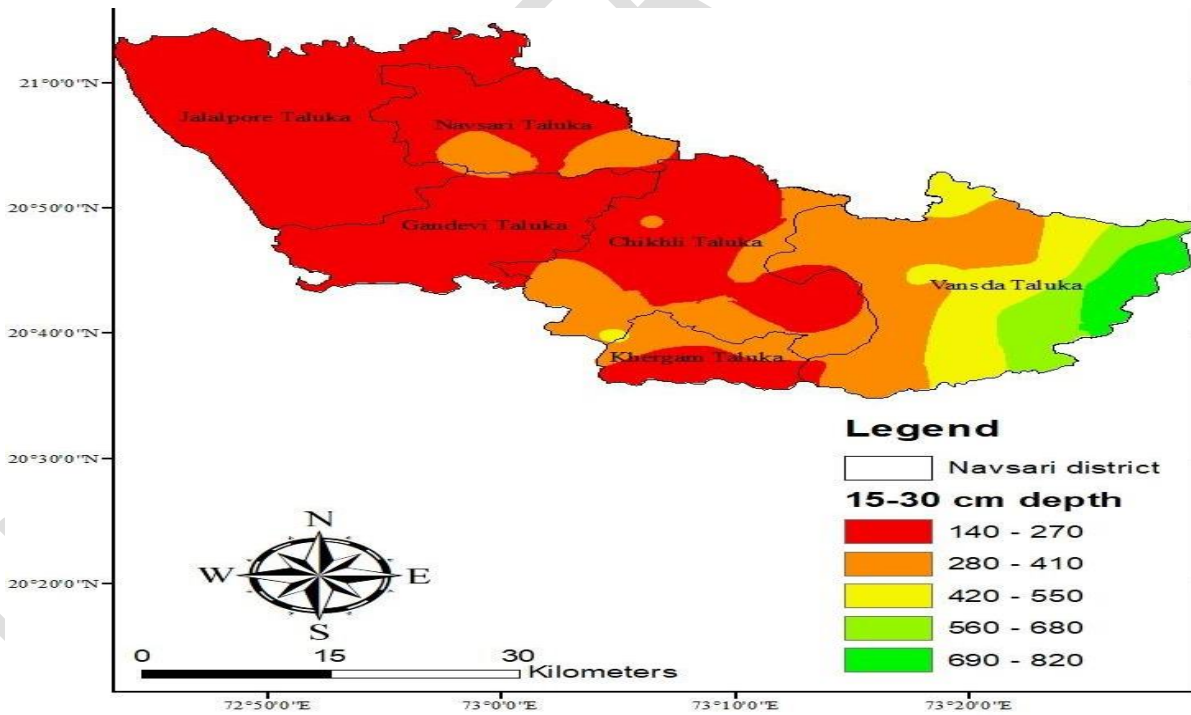 21°0'0"N
Jalalpore Taluka
Navsari Taluka
20°50'0"N
Gandevi Taluka
Chikhli Taluka
Vansda Taluka
20°40'0"N
Khergam Taluka
Legend
Navsari district
15-30 cm depth
140 - 270
280 - 410
420 - 550
560 - 680
690 - 820
20°30'0"N
N
W E
S
20°20'0"N
0 15 30
Kilometers
72°50'0"E 73°0'0"E 73°10'0"E 73°20'0"E